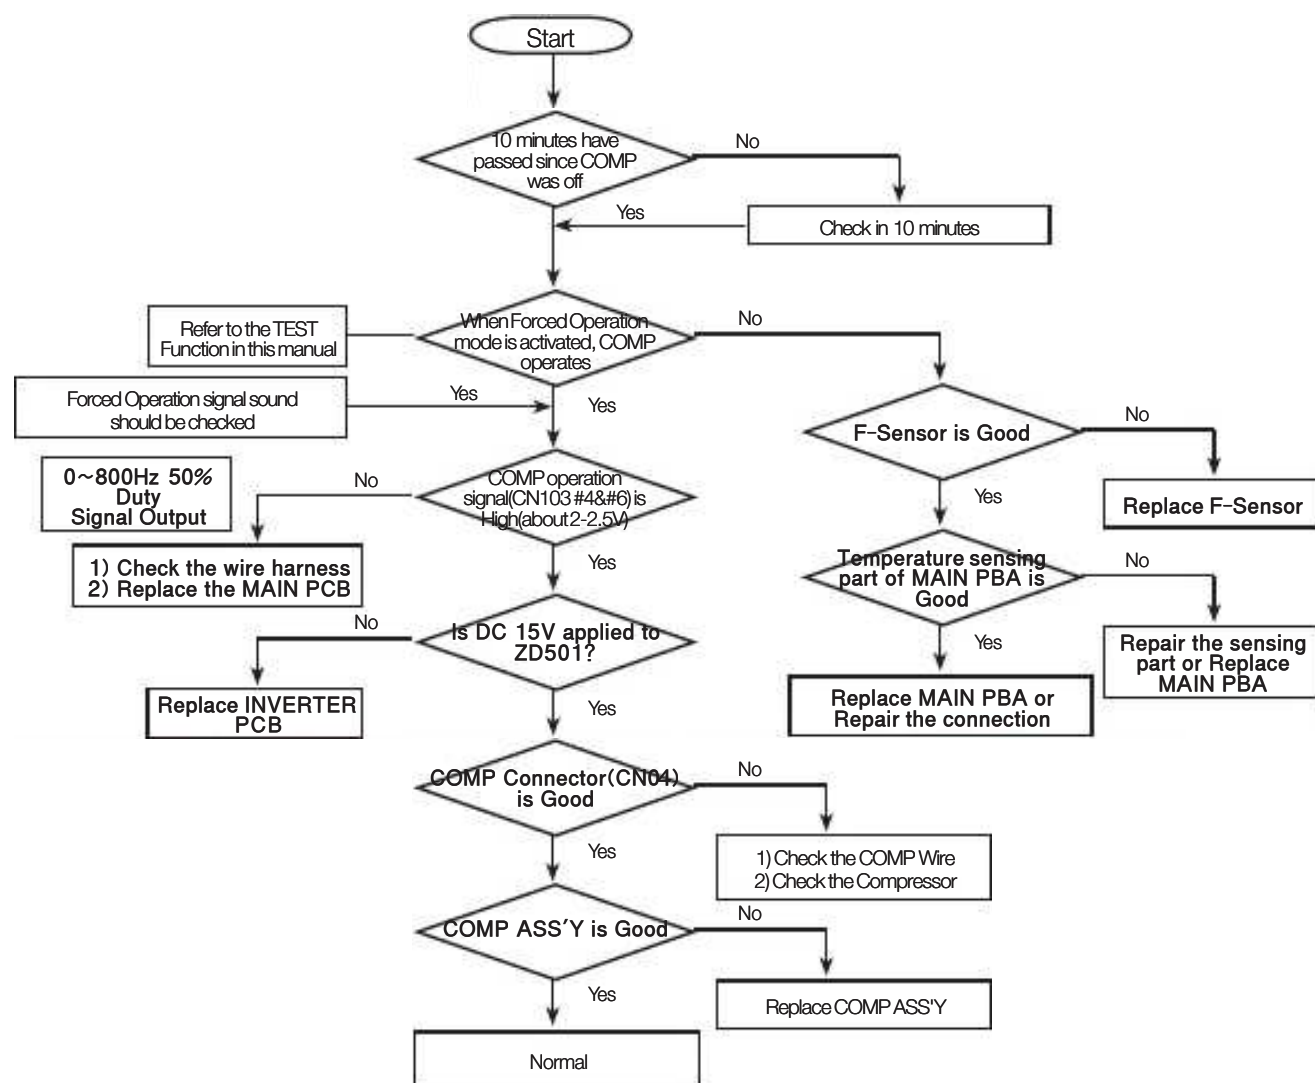 Start
10 minutes have
passed since COMP
was off
No
Yes
Check in 10 minutes
Refer to the TEST
Function in this manual
When Forced Operation
mode is activated, COMP
operates
No
Forced Operation signal sound
should be checked
Yes
Yes
F-Sensor is Good
No
Yes
Replace F-Sensor
0~800Hz 50%
Duty
Signal Output
No
COMP operation
signal(CN103 #4&#6) is
High(about 2-2.5V)
Yes
1) Check the wire harness
2) Replace the MAIN PCB
Temperature sensing
part of MAIN PBA is
Good
No
Yes
Repair the sensing
part or Replace
MAIN PBA
Replace MAIN PBA or
Repair the connection
No
Is DC 15V applied to
ZD501?
Yes
Replace INVERTER
PCB
COMP Connector(CN04)
is Good
No
Yes
1) Check the COMP Wire
2) Check the Compressor
COMP ASS'Y is Good
No
Yes
Replace COMP ASS'Y
Normal